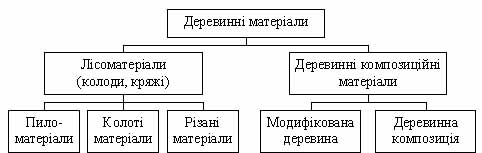 Деревинні матеріали
Лісоматеріали
(колоди, кряжі)
Деревинні композиційні
матеріали
Пило-
матеріали
Колоті
матеріали
Різані
матеріали
Модифікована
деревина
Деревинна
композиція